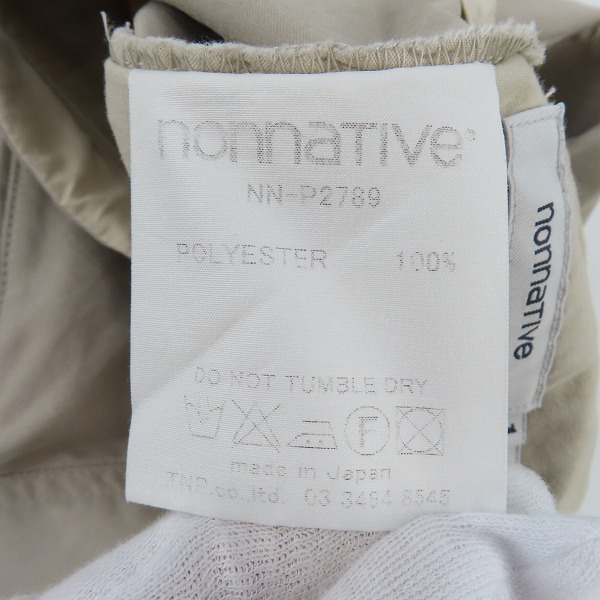 nonnative
NN-P2789
POLYESTER 100%
DO NOT TUMBLE DRY
F
made in Japan
TNP.co.,ltd. 03 3464 8545
nonnative
1